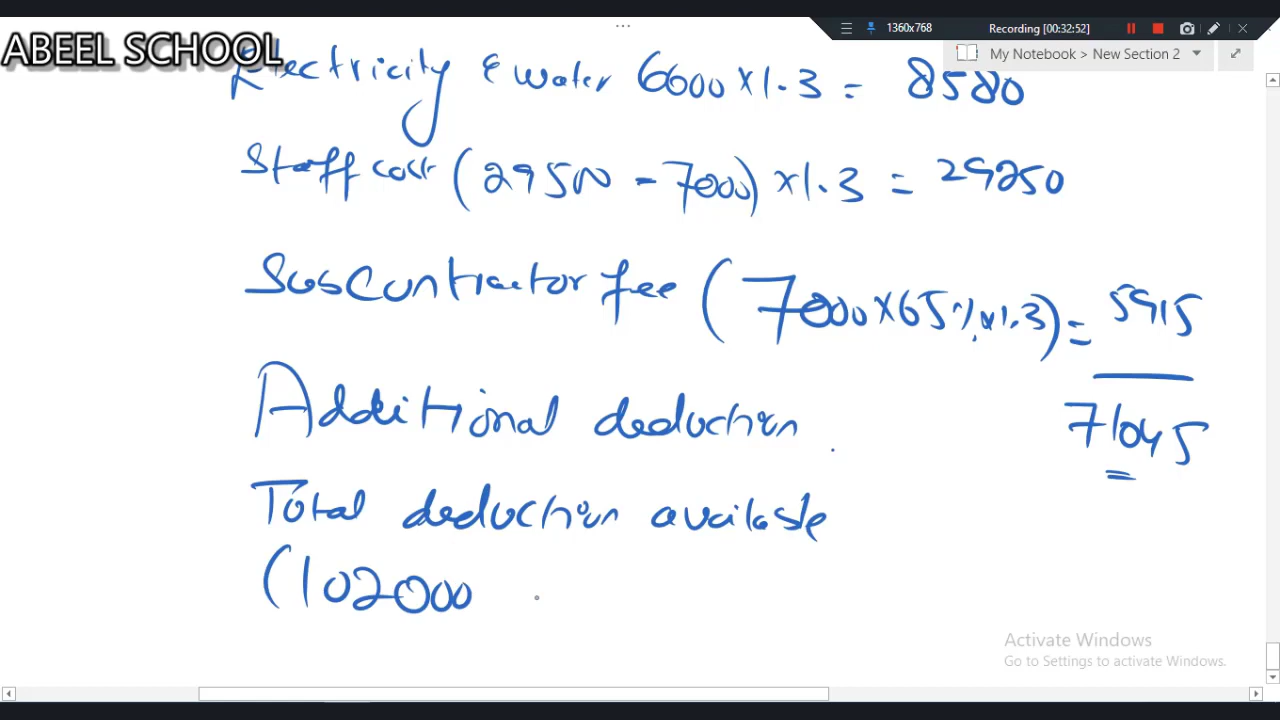 ABEEL SCHOOL
1360x768
Recording [00:32:52]
My Notebook > New Section 2
Electricity & water 6600 x 1.3 = 8580
Staff cost (29500 - 7000) x 1.3 = 29250
Subcontractor fee (7000 x 65% x 1.3) = 5915
Additional deduction
71045
Total deduction available
(102000
Activate Windows
Go to Settings to activate Windows.